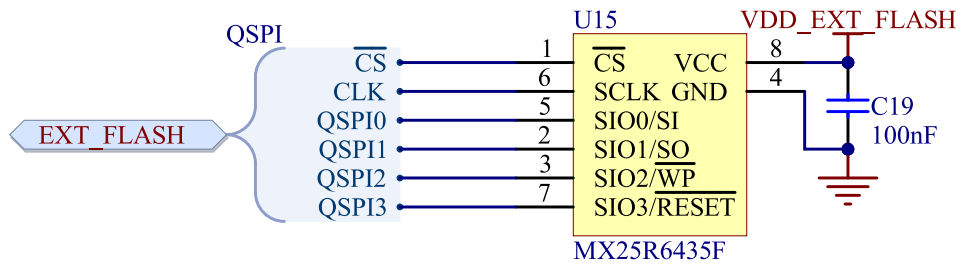 U15
VDD_EXT_FLASH
QSPI
CS 1 CS VCC 8
CLK 6 SCLK GND 4
QSPI0 5 SIO0/SI
C19
EXT_FLASH
100nF
QSPI1 2 SIO1/SO
QSPI2 3 SIO2/WP
QSPI3 7 SIO3/RESET
MX25R6435F